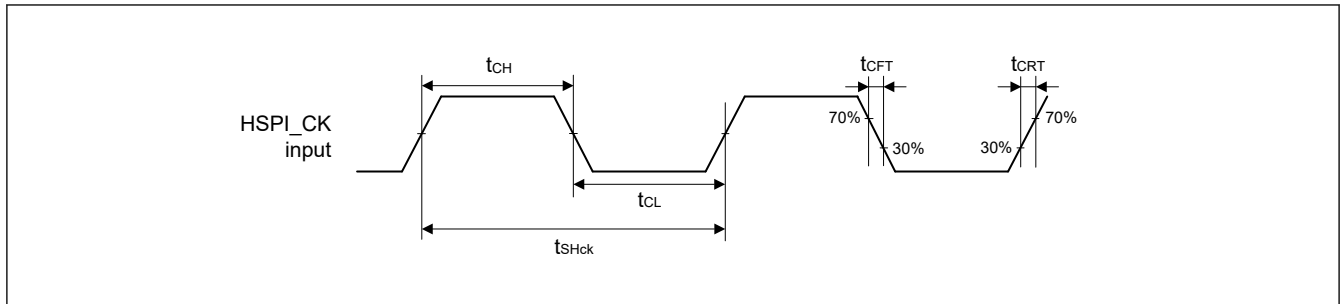 tCH
tCFT
tCRT
HSPI_CK
input
70%
30%
30%
70%
tCL
tSHck